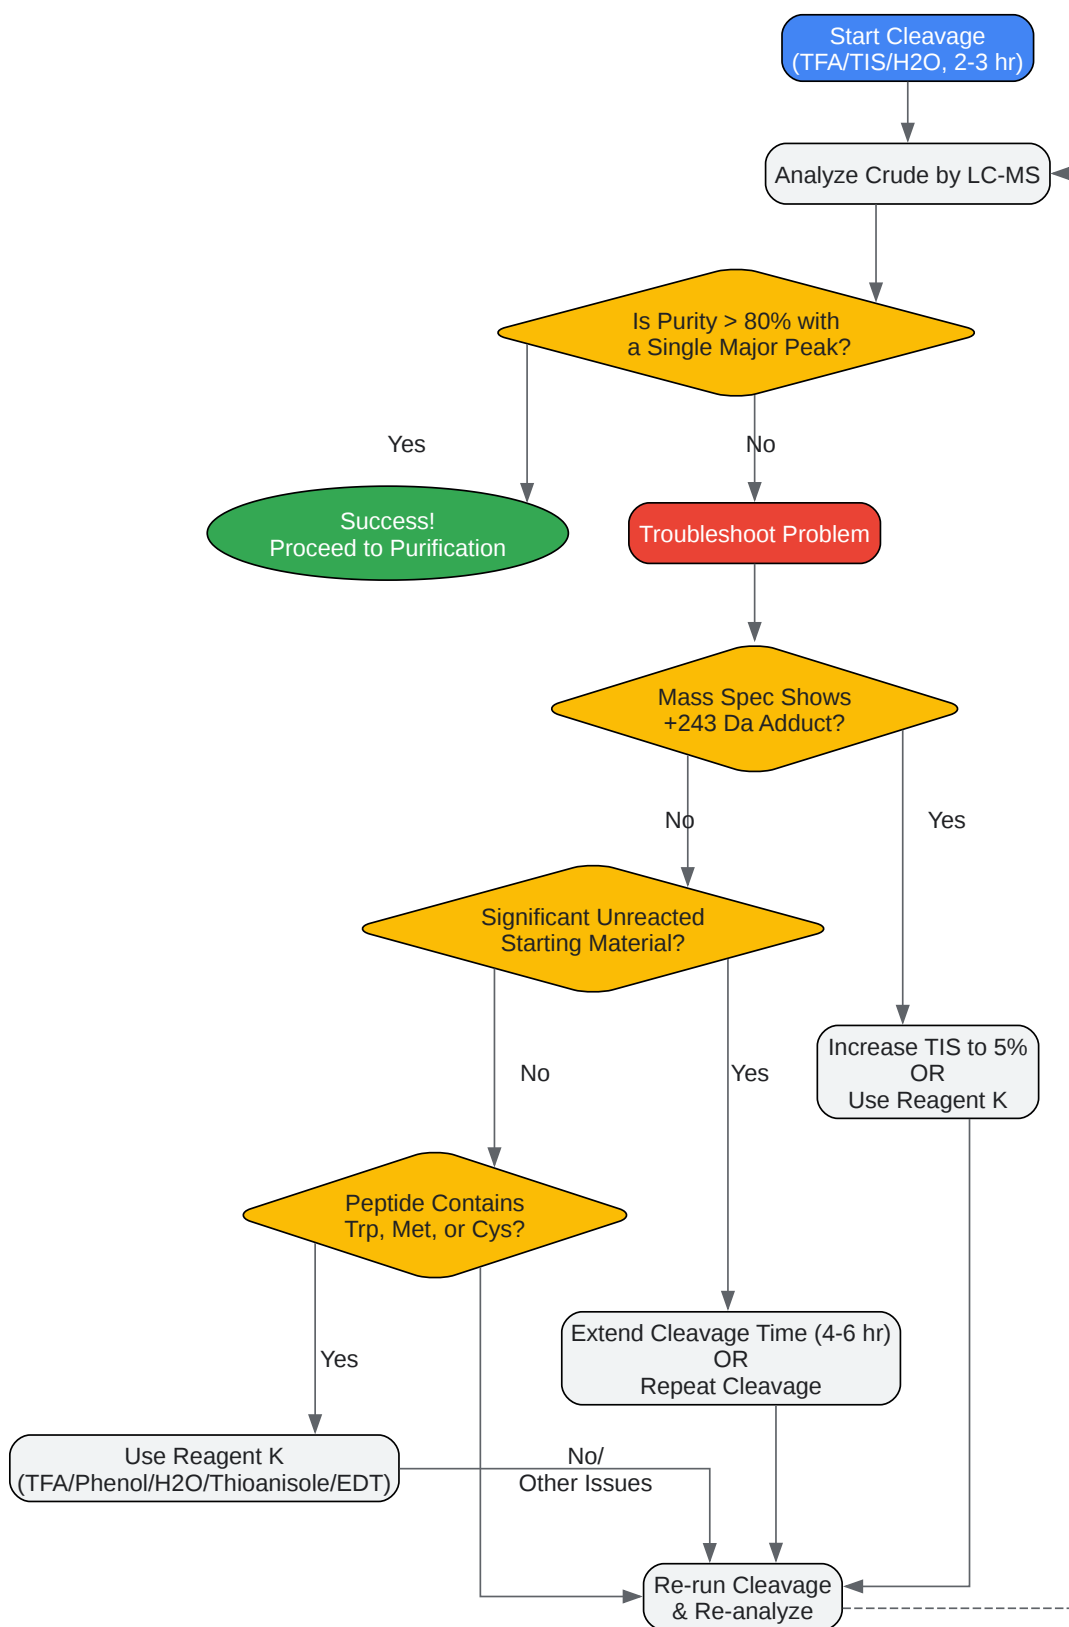 Start Cleavage
(TFA/TIS/H2O, 2-3 hr)
Analyze Crude by LC-MS
Is Purity > 80% with
a Single Major Peak?
Yes
No
Success!
Proceed to Purification
Troubleshoot Problem
Mass Spec Shows
+243 Da Adduct?
No
Yes
Significant Unreacted
Starting Material?
Increase TIS to 5%
OR
Use Reagent K
No
Yes
Peptide Contains
Trp, Met, or Cys?
Extend Cleavage Time (4-6 hr)
OR
Repeat Cleavage
Yes
Use Reagent K
(TFA/Phenol/H2O/Thioanisole/EDT)
No/
Other Issues
Re-run Cleavage
& Re-analyze